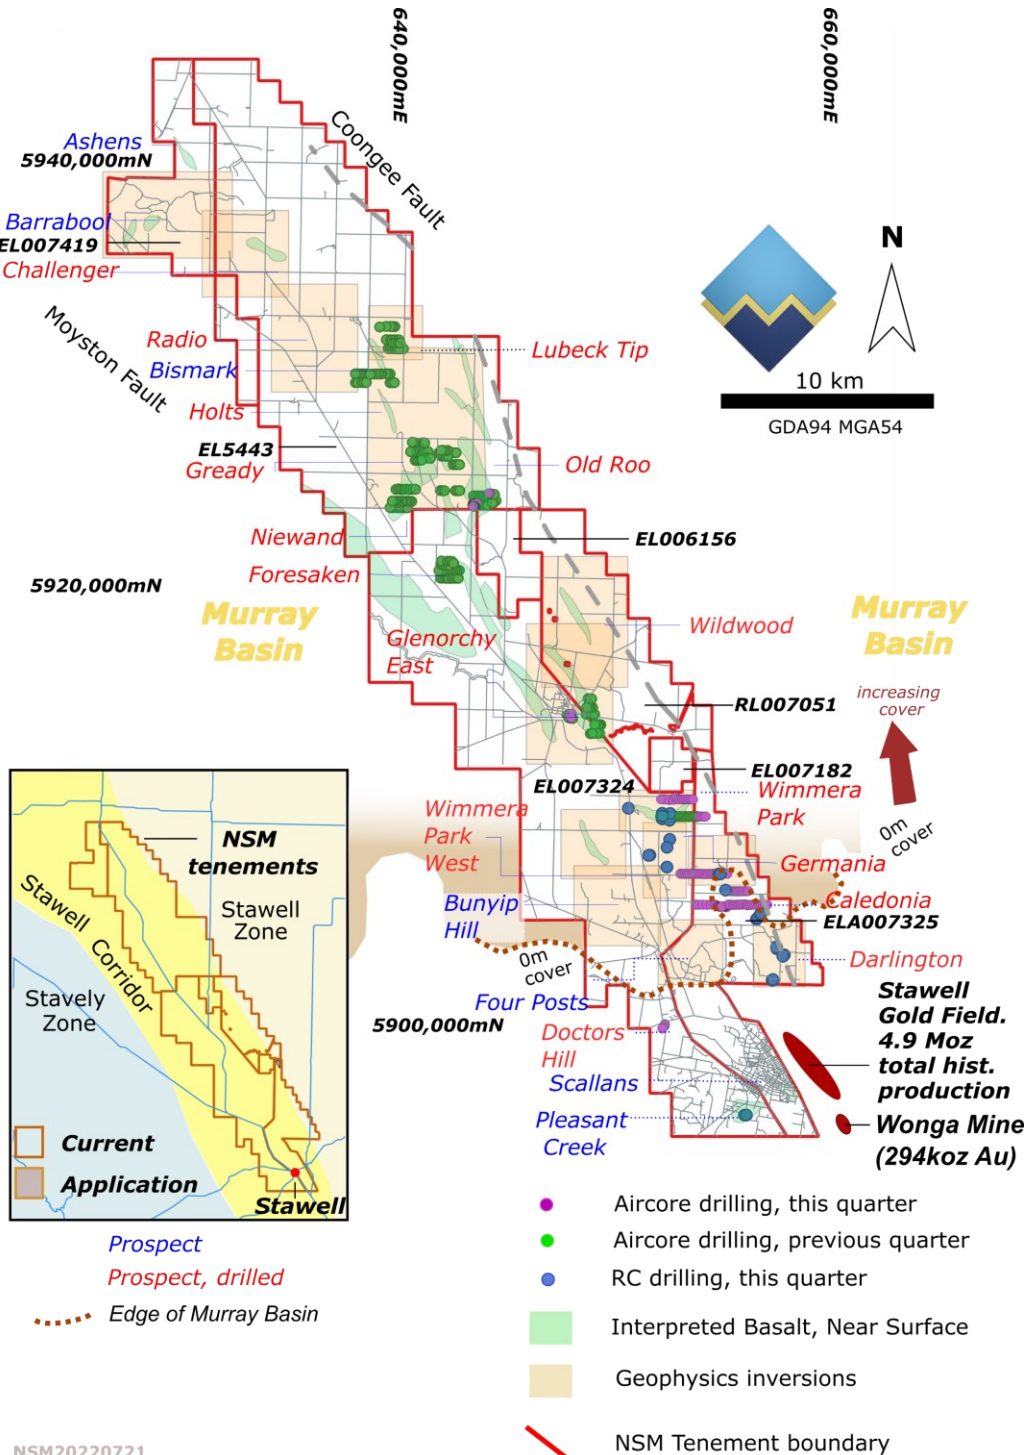 640,000mE
660,000mE
Coongee Fault
Ashens
5940,000mN
Barrabool
EL007419
Challenger
N
Moyston Fault
Radio
Lubeck Tip
Bismark
10 km
Holts
GDA94 MGA54
EL5443
Gready
Old Roo
Niewand
EL006156
Foresaken
5920,000mN
Murray
Basin
Murray
Basin
Wildwood
Glenorchy
East
increasing
cover
RL007051
EL007182
EL007324
Wimmera
Park
Wimmera
Park
West
0m
cover
Germania
Caledonia
Bunyip
Hill
ELA007325
0m
cover
Darlington
Four Posts
Stawell
Gold Field.
4.9 Moz
total hist.
production
5900,000mN
Doctors
Hill
Scallans
Pleasant
Creek
Wonga Mine
(294koz Au)
NSM
tenements
Stawell Corridor
Stawell
Zone
Stavely
Zone
Current
Application
Stawell
Prospect
Prospect, drilled
Edge of Murray Basin
Aircore drilling, this quarter
Aircore drilling, previous quarter
RC drilling, this quarter
Interpreted Basalt, Near Surface
Geophysics inversions
NSM Tenement boundary
NSM20220721